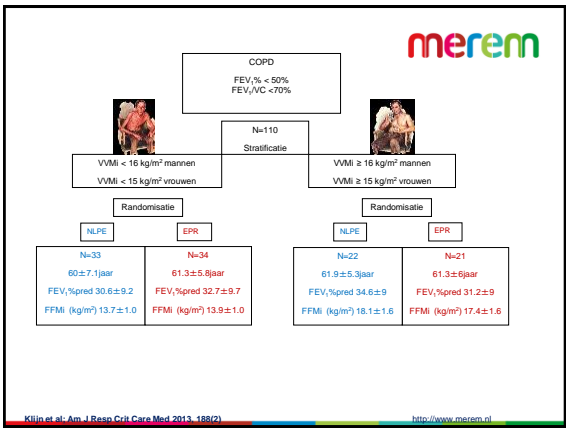 merem
COPD
FEV₁% < 50%
FEV₁/VC <70%
N=110
Stratificatie
VVMi < 16 kg/m² mannen
VVMi < 15 kg/m² vrouwen
VVMi ≥ 16 kg/m² mannen
VVMi ≥ 15 kg/m² vrouwen
Randomisatie
Randomisatie
NLPE
EPR
NLPE
EPR
N=33
60±7.1jaar
FEV₁%pred 30.6±9.2
FFMi (kg/m²) 13.7±1.0
N=34
61.3±5.8jaar
FEV₁%pred 32.7±9.7
FFMi (kg/m²) 13.9±1.0
N=22
61.9±5.3jaar
FEV₁%pred 34.6±9
FFMi (kg/m²) 18.1±1.6
N=21
61.3±6jaar
FEV₁%pred 31.2±9
FFMi (kg/m²) 17.4±1.6
Klijn et al; Am J Resp Crit Care Med 2013, 188(2)
http://www.merem.nl